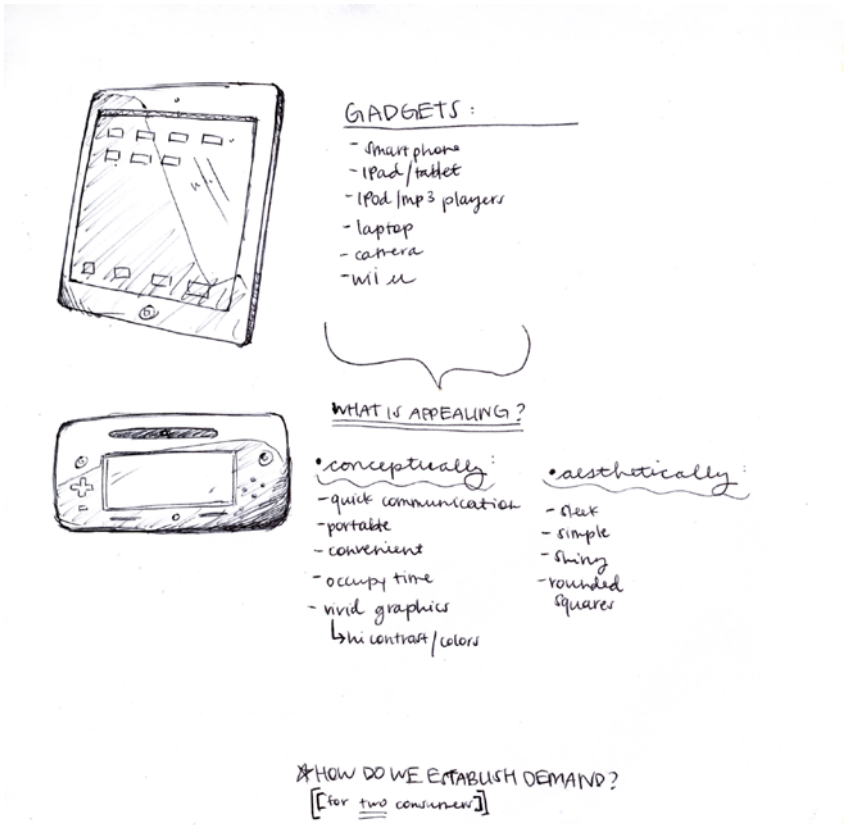 GADGETS:
- smartphone
- IPad/tablet
- IPod/mp3 players
- laptop
- camera
- wii u
WHAT IS APPEALING?
• conceptually:
- quick communication
- portable
- convenient
- occupy time
- vivid graphics
↳ hi contrast/colors
• aesthetically:
- sleek
- simple
- shiny
- rounded
squares
☆ HOW DO WE ESTABLISH DEMAND?
[[for two consumers]]